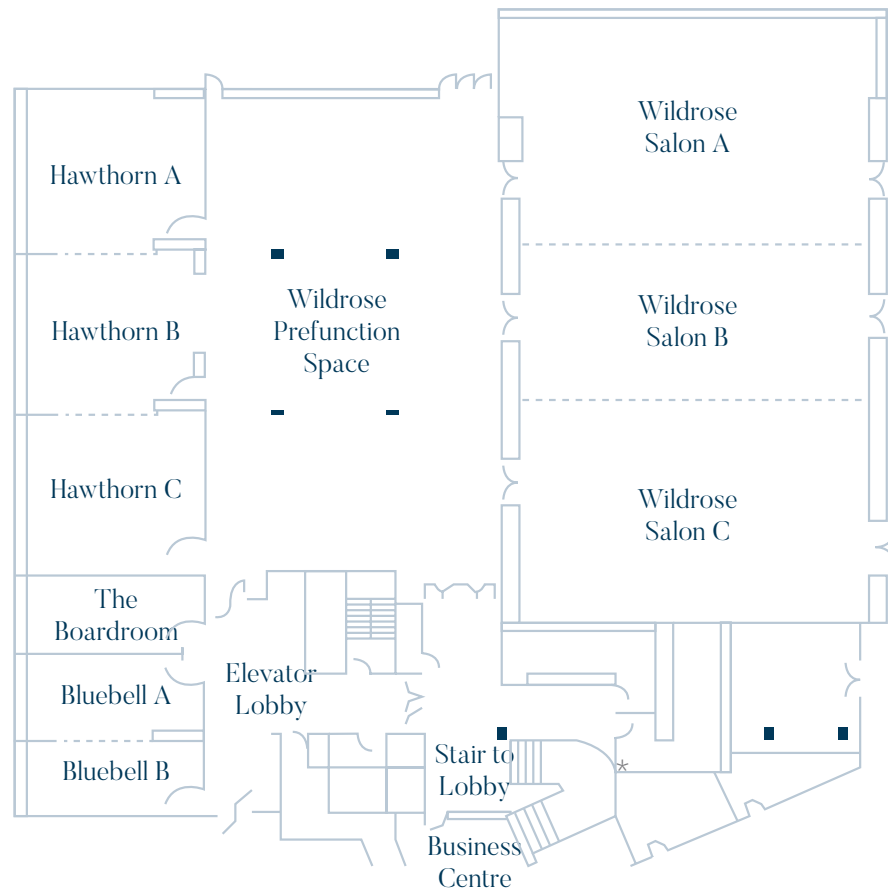 Wildrose
Salon A
Hawthorn A
Wildrose
Prefunction
Space
Wildrose
Salon B
Hawthorn B
Hawthorn C
Wildrose
Salon C
The
Boardroom
Elevator
Lobby
Bluebell A
Stair to
Lobby
*
Bluebell B
Business
Centre